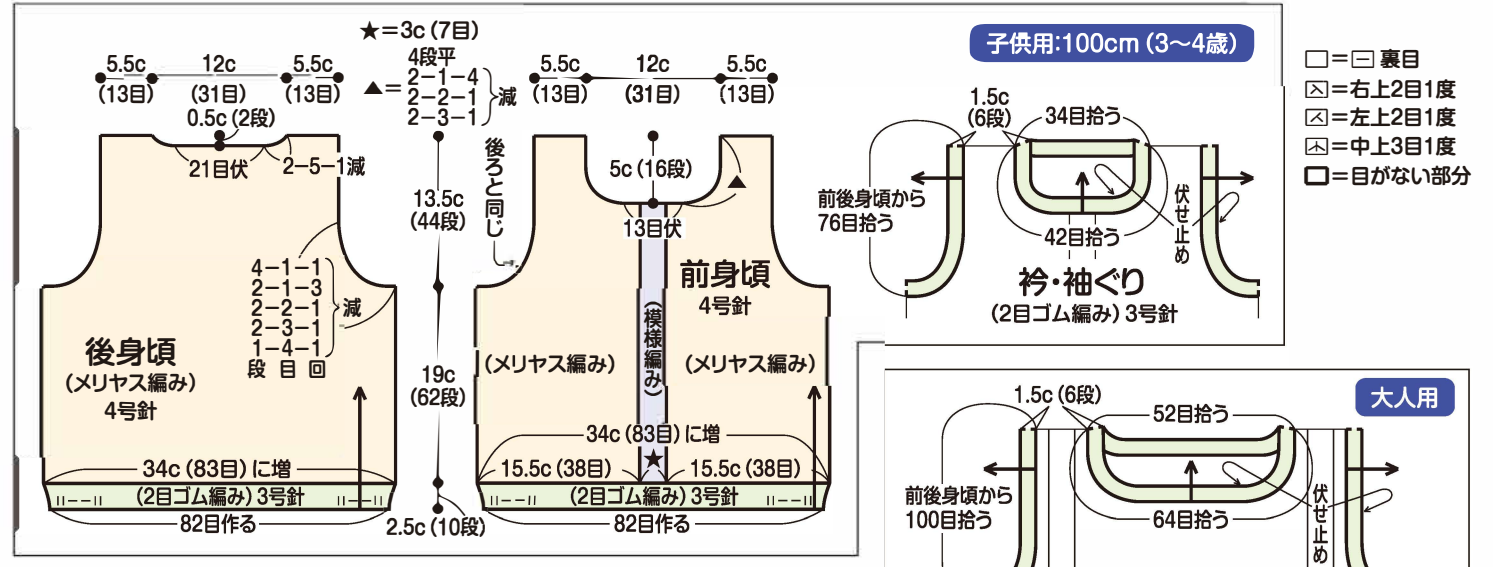 ★=3c(7目)
4段平
2-1-4
2-2-1
2-3-1
▲=
減
5.5c
(13目)
12c
(31目)
5.5c
(13目)
0.5c(2段)
21目伏
2-5-1減
4-1-1
2-1-3
2-2-1
2-3-1
1-4-1
段 目 回
減
後身頃
(メリヤス編み)
4号針
34c(83目)に増
(2目ゴム編み)3号針
82目作る
13.5c
(44段)
19c
(62段)
2.5c(10段)
後ろと同じ
5.5c
(13目)
12c
(31目)
5.5c
(13目)
5c(16段)
▲
13目伏
前身頃
4号針
(模様編み)
(メリヤス編み)
(メリヤス編み)
34c(83目)に増
15.5c(38目)
★
15.5c(38目)
(2目ゴム編み)3号針
82目作る
子供用:100cm(3〜4歳)
1.5c
(6段)
34目拾う
前後身頃から
76目拾う
42目拾う
伏せ止め
衿・袖ぐり
(2目ゴム編み)3号針
□=⊟裏目
⊠=右上2目1度
⊠=左上2目1度
⊠=中上3目1度
□=目がない部分
大人用
1.5c(6段)
52目拾う
前後身頃から
100目拾う
64目拾う
伏せ止め